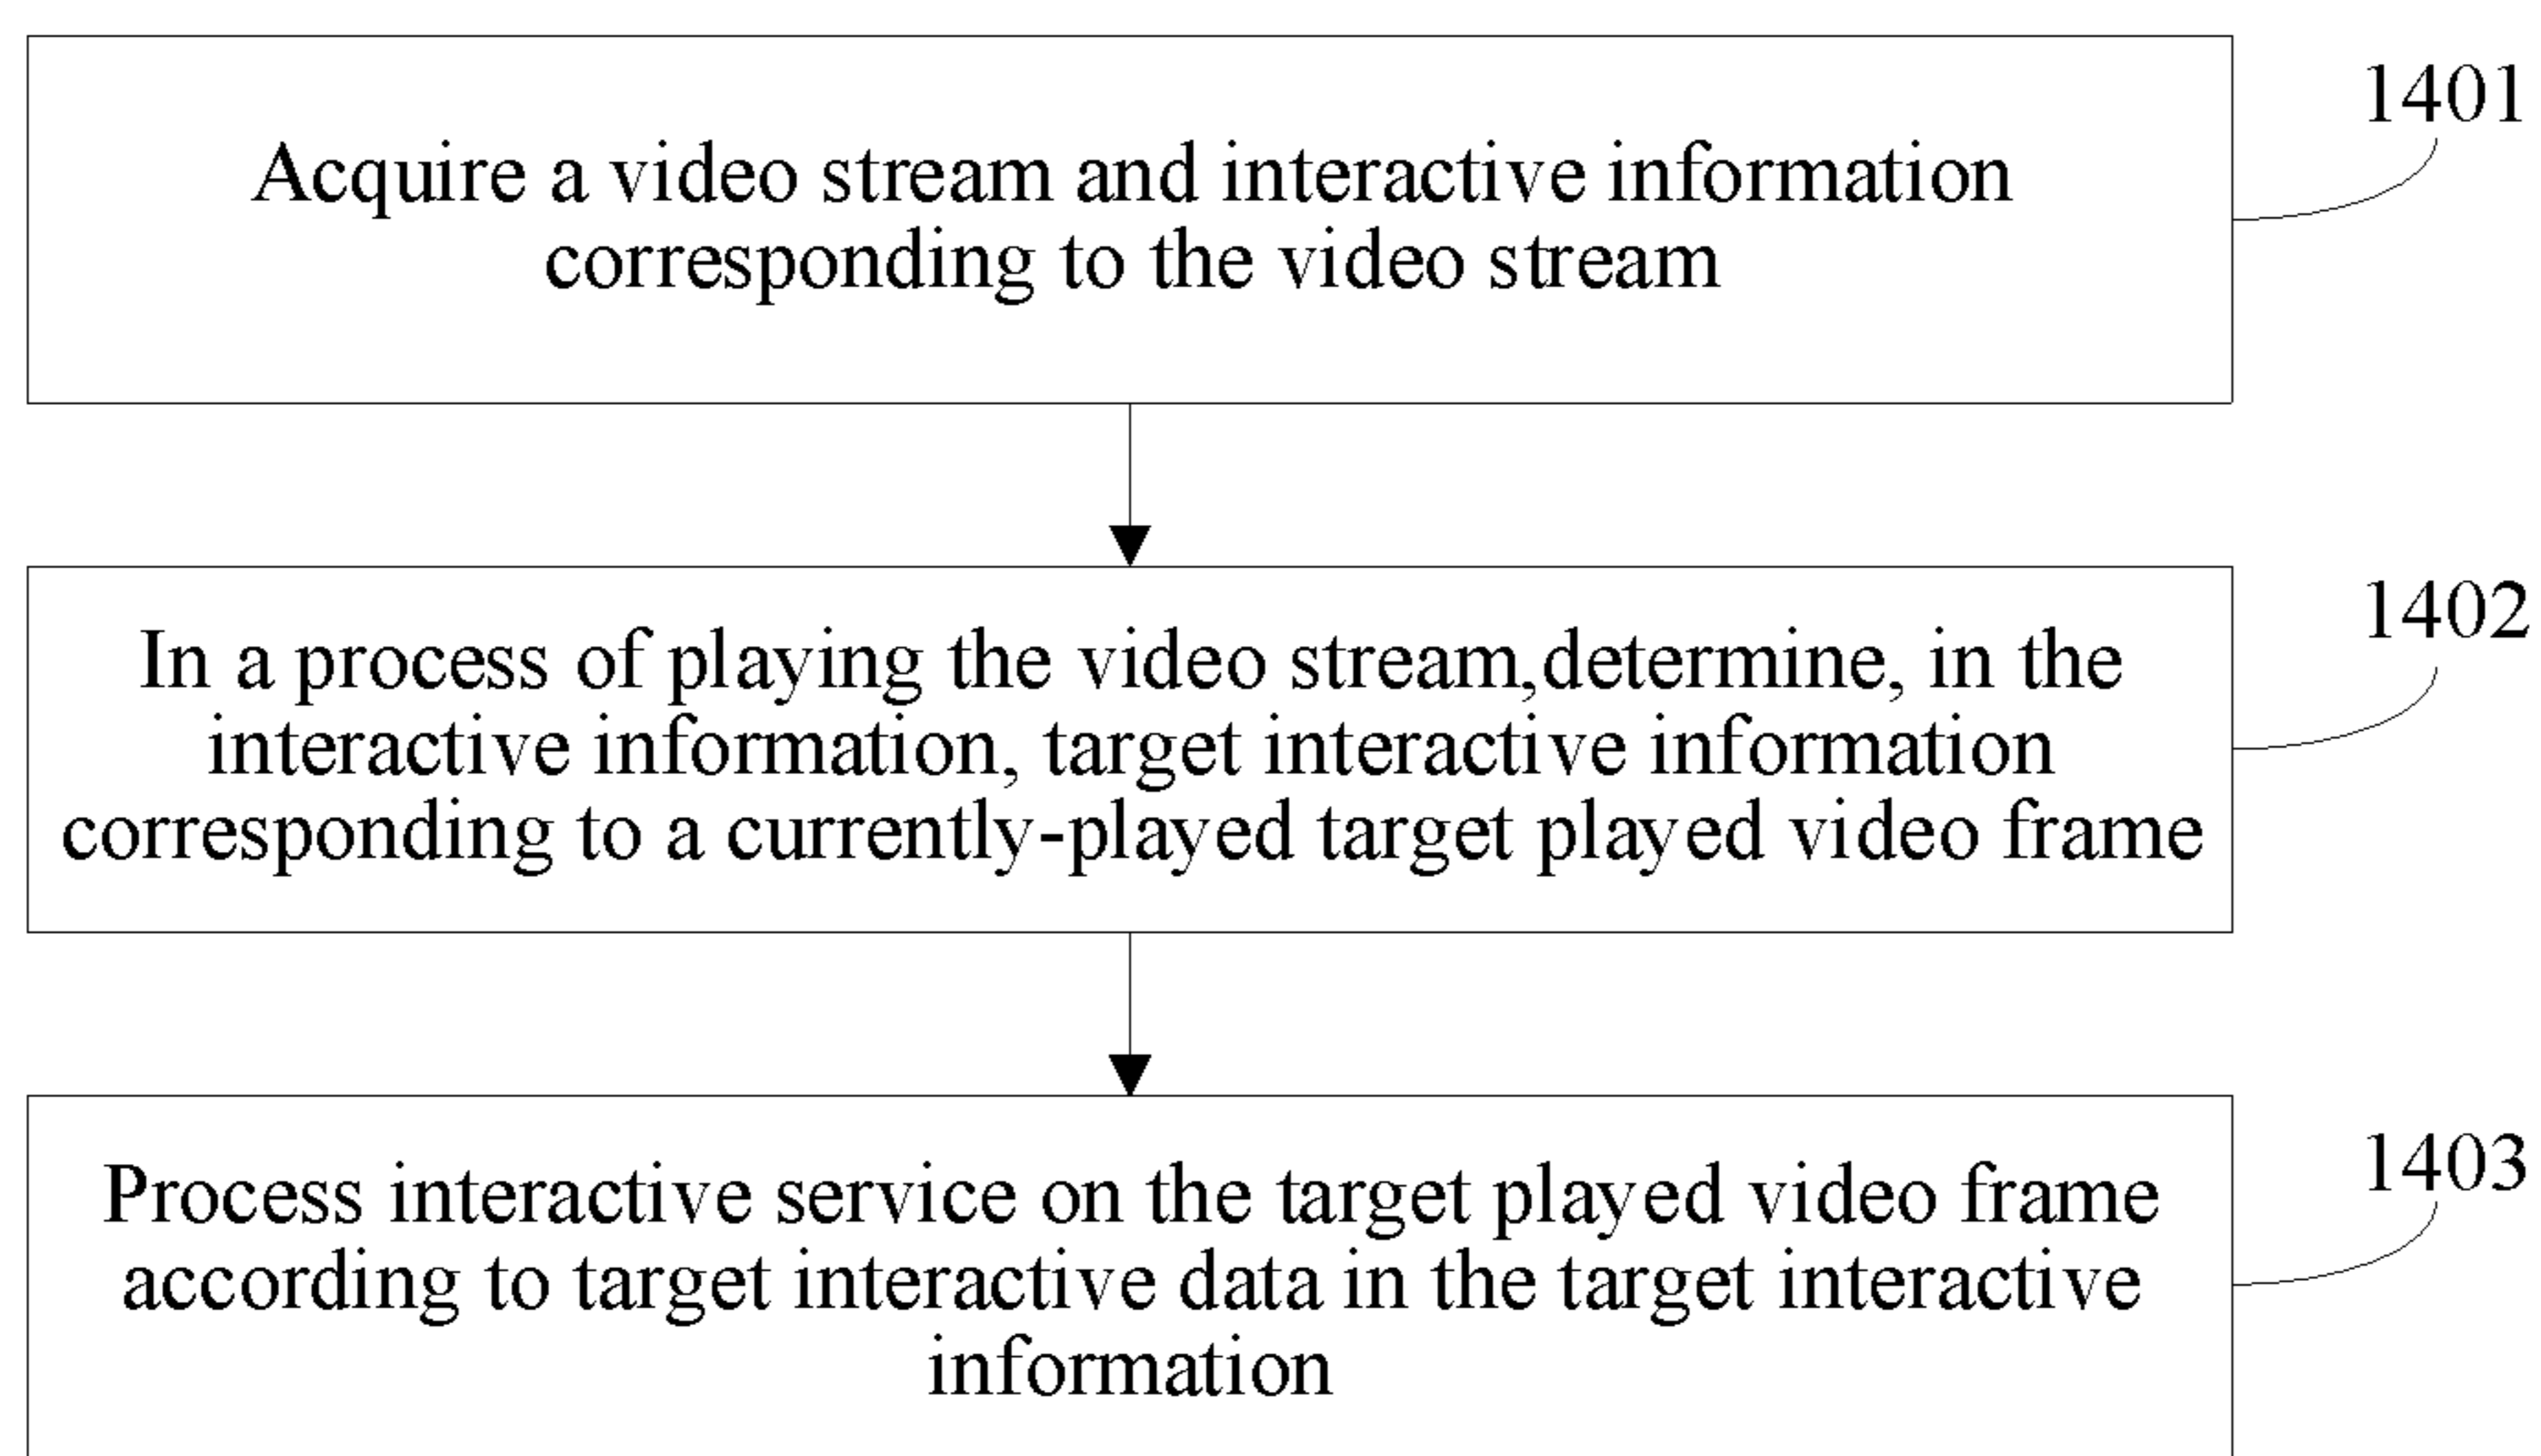 1401
Acquire a video stream and interactive information
corresponding to the video stream
1402
In a process of playing the video stream,determine, in the
interactive information, target interactive information
corresponding to a currently-played target played video frame
1403
Process interactive service on the target played video frame
according to target interactive data in the target interactive
information